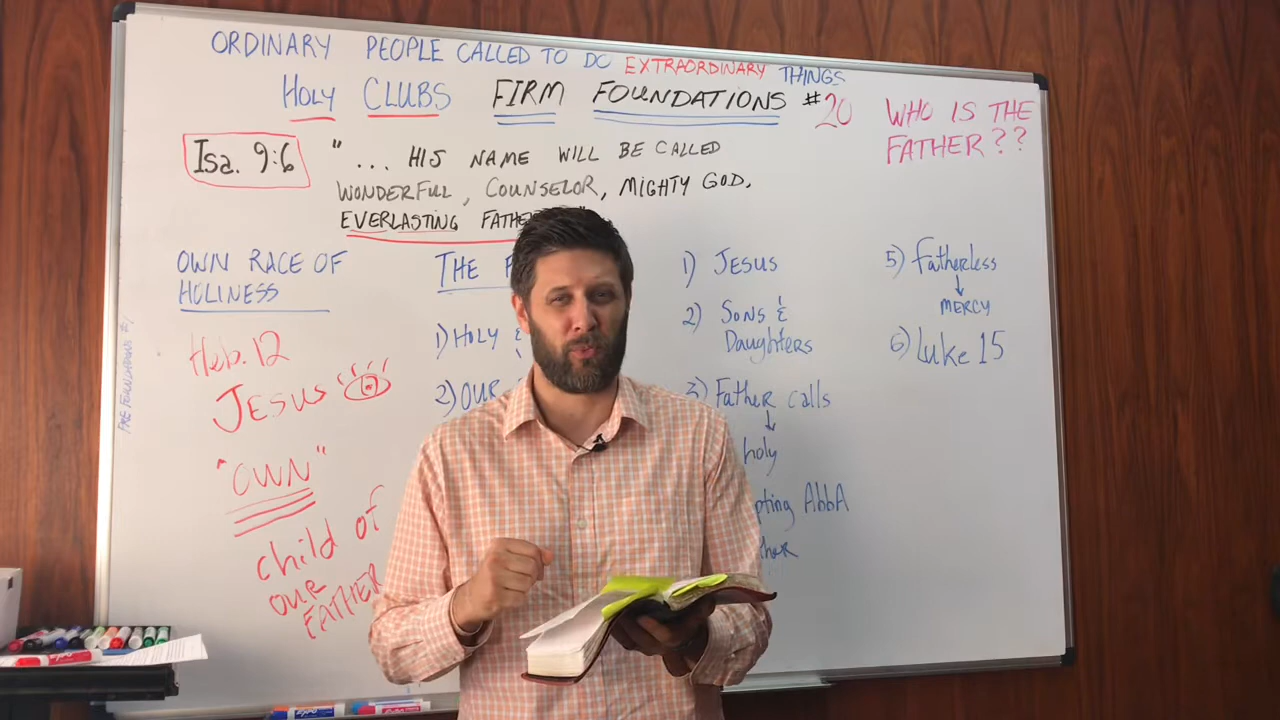 ORDINARY PEOPLE CALLED TO DO EXTRAORDINARY THINGS
HOLY CLUBS FIRM FOUNDATIONS #20
WHO IS THE
FATHER??
Isa. 9:6
"... HIS NAME WILL BE CALLED
WONDERFUL, COUNSELOR, MIGHTY GOD,
EVERLASTING FATHE
OWN RACE OF
HOLINESS
Heb. 12
JESUS
"OWN"
child of
OUR
FATHER
THE F
1) HOLY &
2) OUR
1) JESUS
2) SONS &
Daughters
3) Father calls
holy
pting AbbA
ther
5) Fatherless
MERCY
6) Luke 15